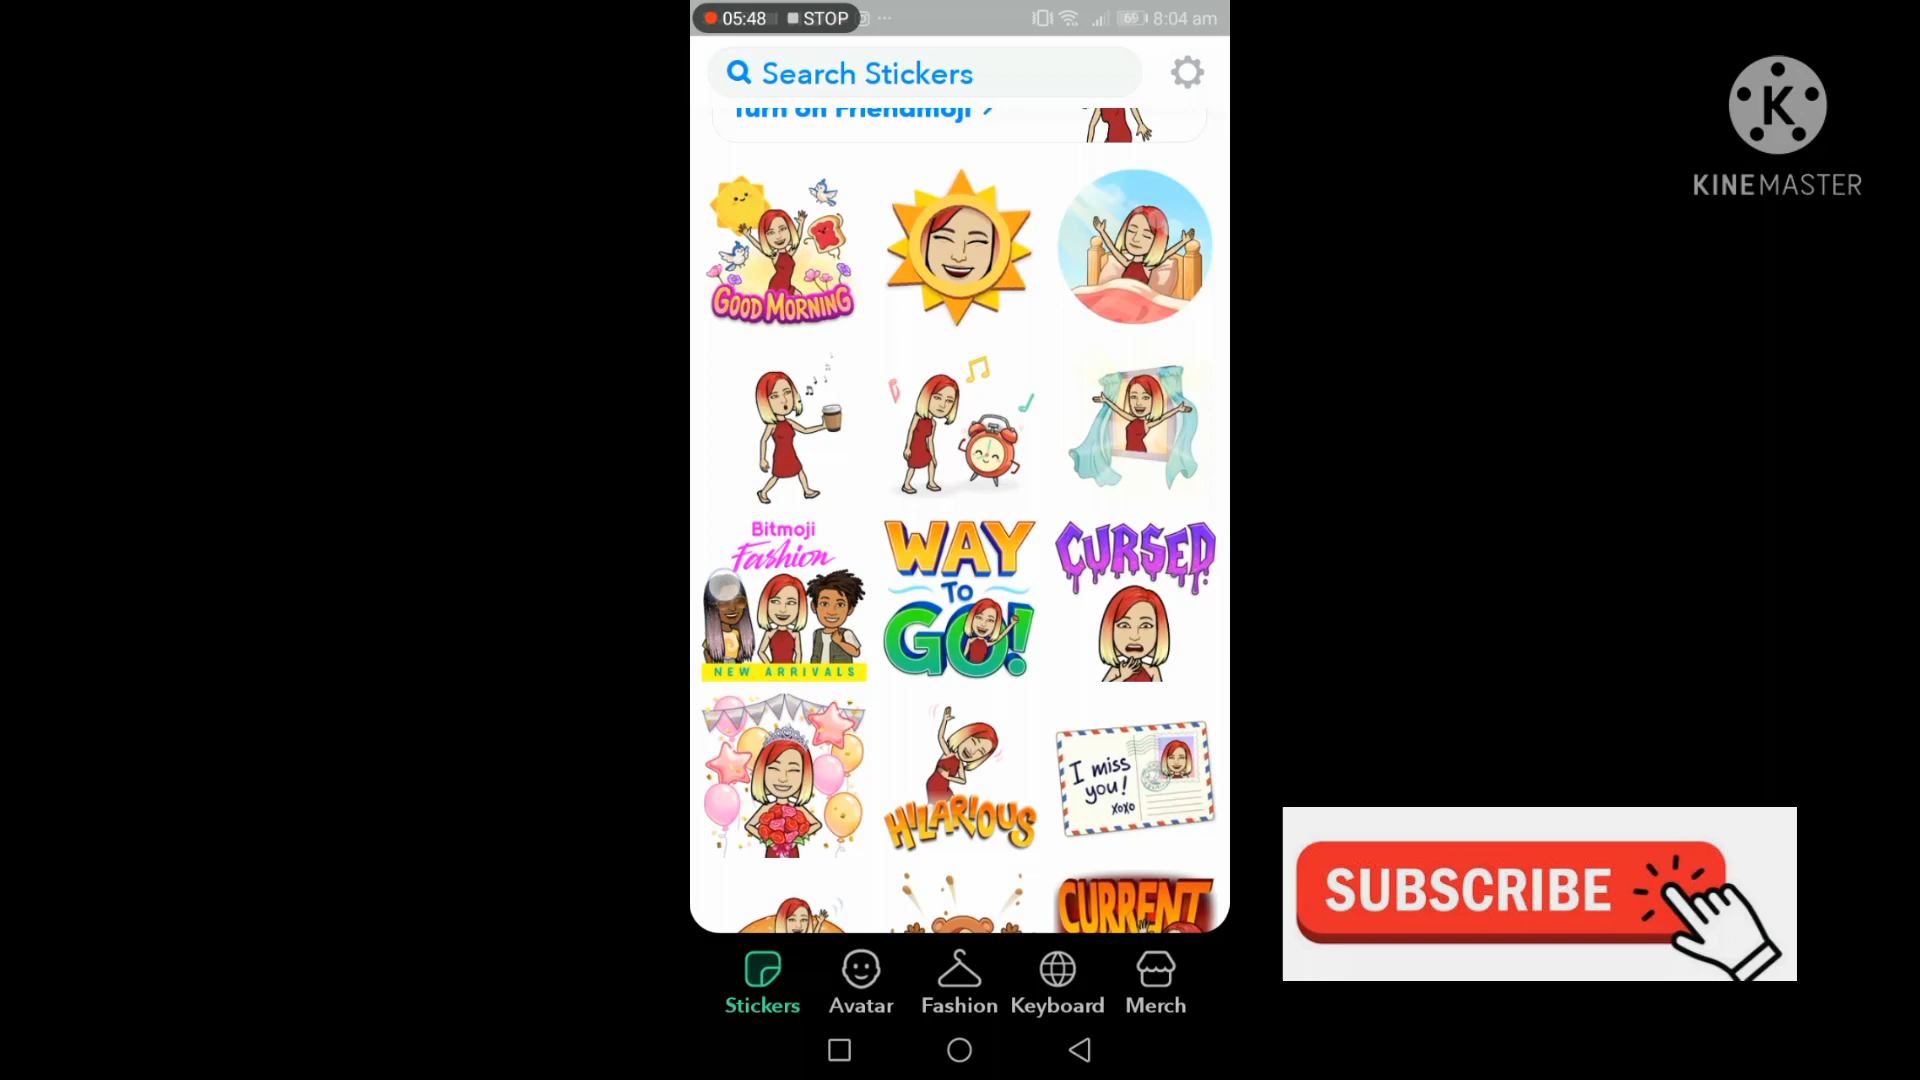 05:48 STOP
69 8:04 am
Search Stickers
Turn on Friendmoji >
K
KINEMASTER
GOOD MORNING
Bitmoji
Fashion
NEW ARRIVALS
WAY
TO
GO!
CURSED
HILARIOUS
I miss
you!
xoxo
CURRENT
SUBSCRIBE
Stickers Avatar Fashion Keyboard Merch